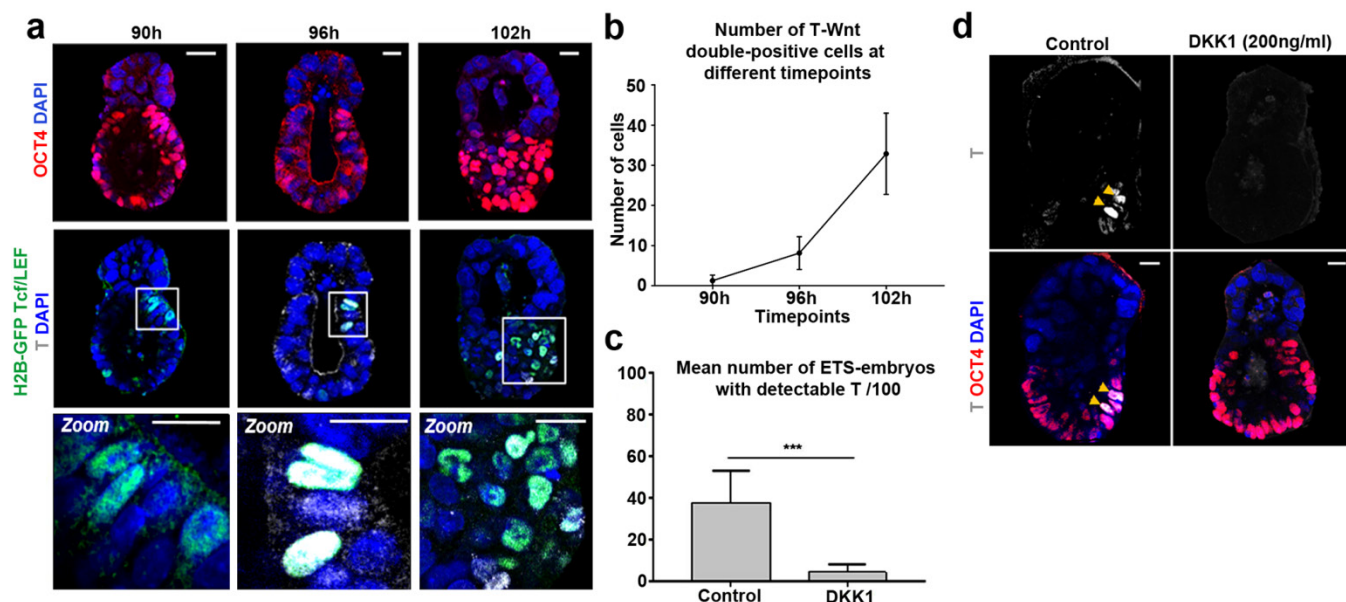 a
90h
96h
102h
OCT4 DAPI
H2B-GFP Tcf/LEF
T DAPI
Zoom
Zoom
Zoom
b
Number of T-Wnt
double-positive cells at
different timepoints
Number of cells
50
40
30
20
10
0
90h
96h
102h
Timepoints
c
Mean number of ETS-embryos
with detectable T /100
100
80
60
40
20
0
***
Control
DKK1
d
Control
DKK1 (200ng/ml)
T
T OCT4 DAPI